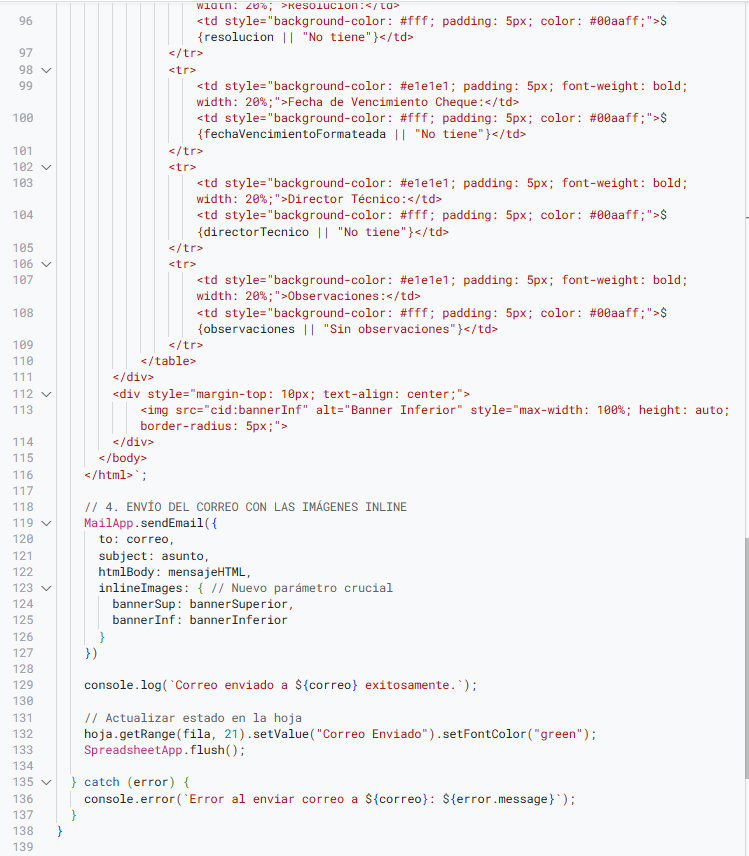 width: 20%; ">Resolución:</td>
96 <td style="background-color: #fff; padding: 5px; color: #00aaff;">$
{resolucion || "No tiene"}</td>
97 </tr>
98 <tr>
99 <td style="background-color: #e1e1e1; padding: 5px; font-weight: bold;
width: 20%;">Fecha de Vencimiento Cheque:</td>
100 <td style="background-color: #fff; padding: 5px; color: #00aaff;">$
{fechaVencimientoFormateada || "No tiene"}</td>
101 </tr>
102 <tr>
103 <td style="background-color: #e1e1e1; padding: 5px; font-weight: bold;
width: 20%;">Director Técnico:</td>
104 <td style="background-color: #fff; padding: 5px; color: #00aaff;">$
{directorTecnico || "No tiene"}</td>
105 </tr>
106 <tr>
107 <td style="background-color: #e1e1e1; padding: 5px; font-weight: bold;
width: 20%;">Observaciones:</td>
108 <td style="background-color: #fff; padding: 5px; color: #00aaff;">$
{observaciones || "Sin observaciones"}</td>
109 </tr>
110 </table>
111 </div>
112 <div style="margin-top: 10px; text-align: center;">
113 <img src="cid:bannerInf" alt="Banner Inferior" style="max-width: 100%; height: auto;
border-radius: 5px;">
114 </div>
115 </body>
116 </html>`;
117
118 // 4. ENVÍO DEL CORREO CON LAS IMÁGENES INLINE
119 MailApp.sendEmail({
120 to: correo,
121 subject: asunto,
122 htmlBody: mensajeHTML,
123 inlineImages: { // Nuevo parámetro crucial
124 bannerSup: bannerSuperior,
125 bannerInf: bannerInferior
126 }
127 })
128
129 console.log(`Correo enviado a ${correo} exitosamente.`);
130
131 // Actualizar estado en la hoja
132 hoja.getRange(fila, 21).setValue("Correo Enviado").setFontColor("green");
133 SpreadsheetApp.flush();
134
135 } catch (error) {
136 console.error(`Error al enviar correo a ${correo}: ${error.message}`);
137 }
138 }
139